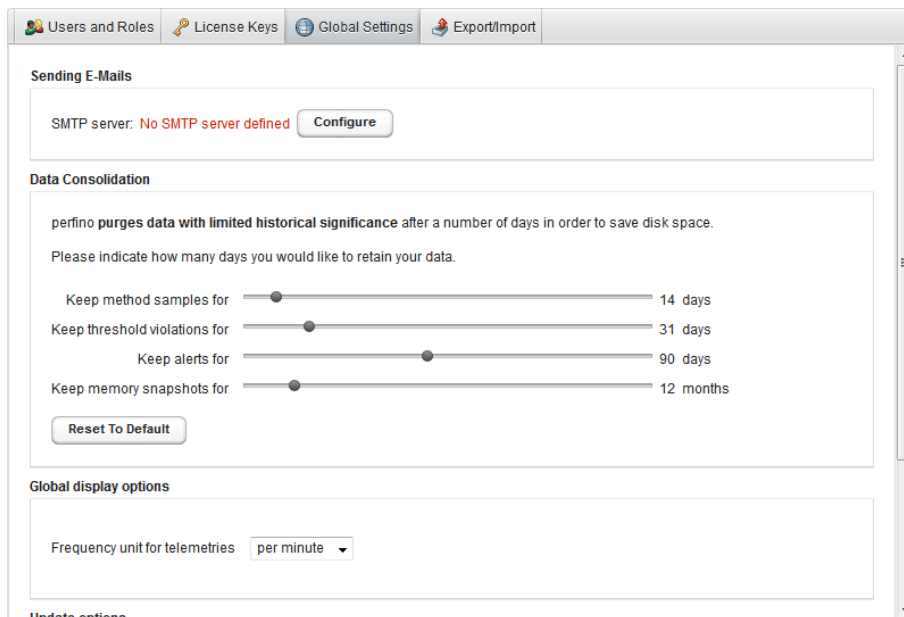 Users and Roles License Keys Global Settings Export/Import
Sending E-Mails
SMTP server: No SMTP server defined Configure
Data Consolidation
perfino purges data with limited historical significance after a number of days in order to save disk space.
Please indicate how many days you would like to retain your data.
Keep method samples for 14 days
Keep threshold violations for 31 days
Keep alerts for 90 days
Keep memory snapshots for 12 months
Reset To Default
Global display options
Frequency unit for telemetries per minute
Update options